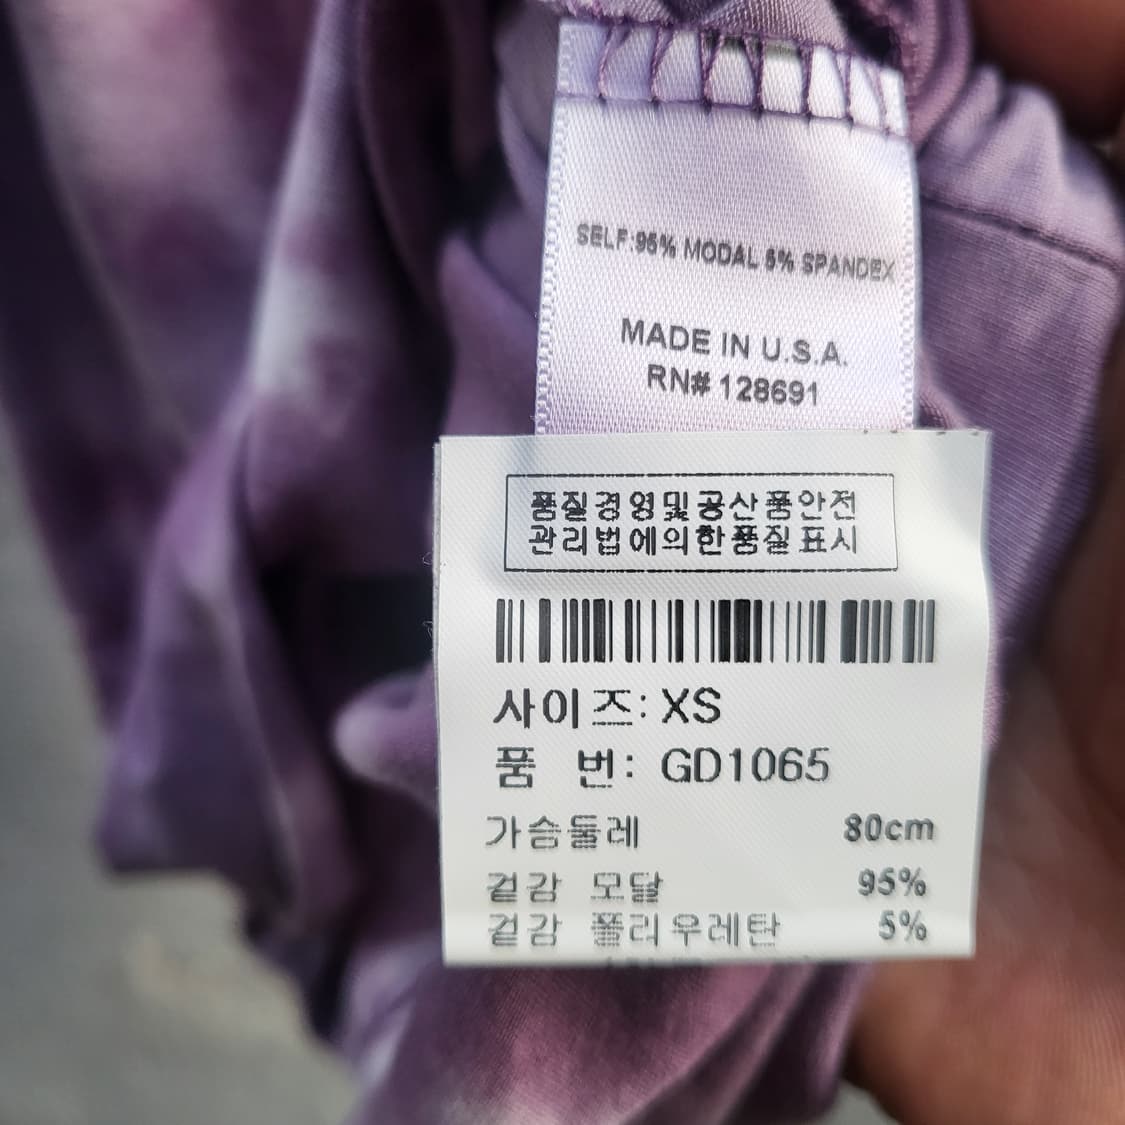 SELF:95% MODAL 5% SPANDEX
MADE IN U.S.A.
RN# 128691
품질경영및공산품안전
관리법에의한품질표시
사이즈: XS
품 번: GD1065
가슴둘레 80cm
겉감 모달 95%
겉감 폴리우레탄 5%